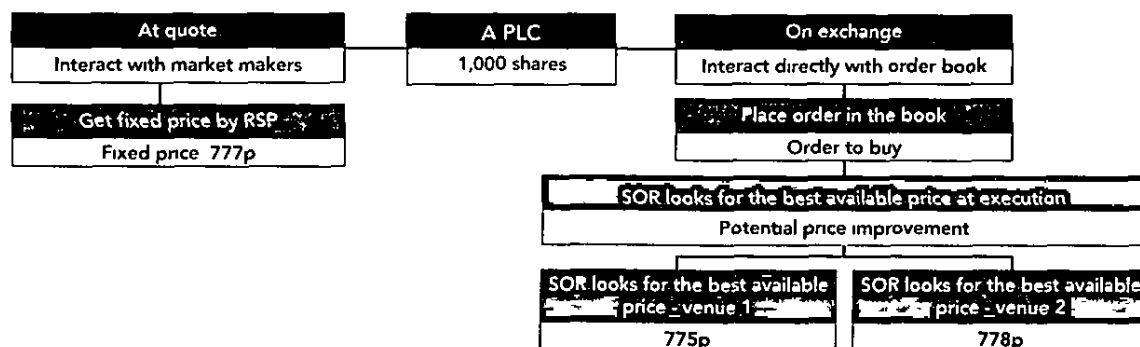 At quote
Interact with market makers
Get fixed price by RSP
Fixed price 777p
A PLC
1,000 shares
On exchange
Interact directly with order book
Place order in the book
Order to buy
SOR looks for the best available price at execution
Potential price improvement
SOR looks for the best available
price - venue 1
775p
SOR looks for the best available
price - venue 2
778p